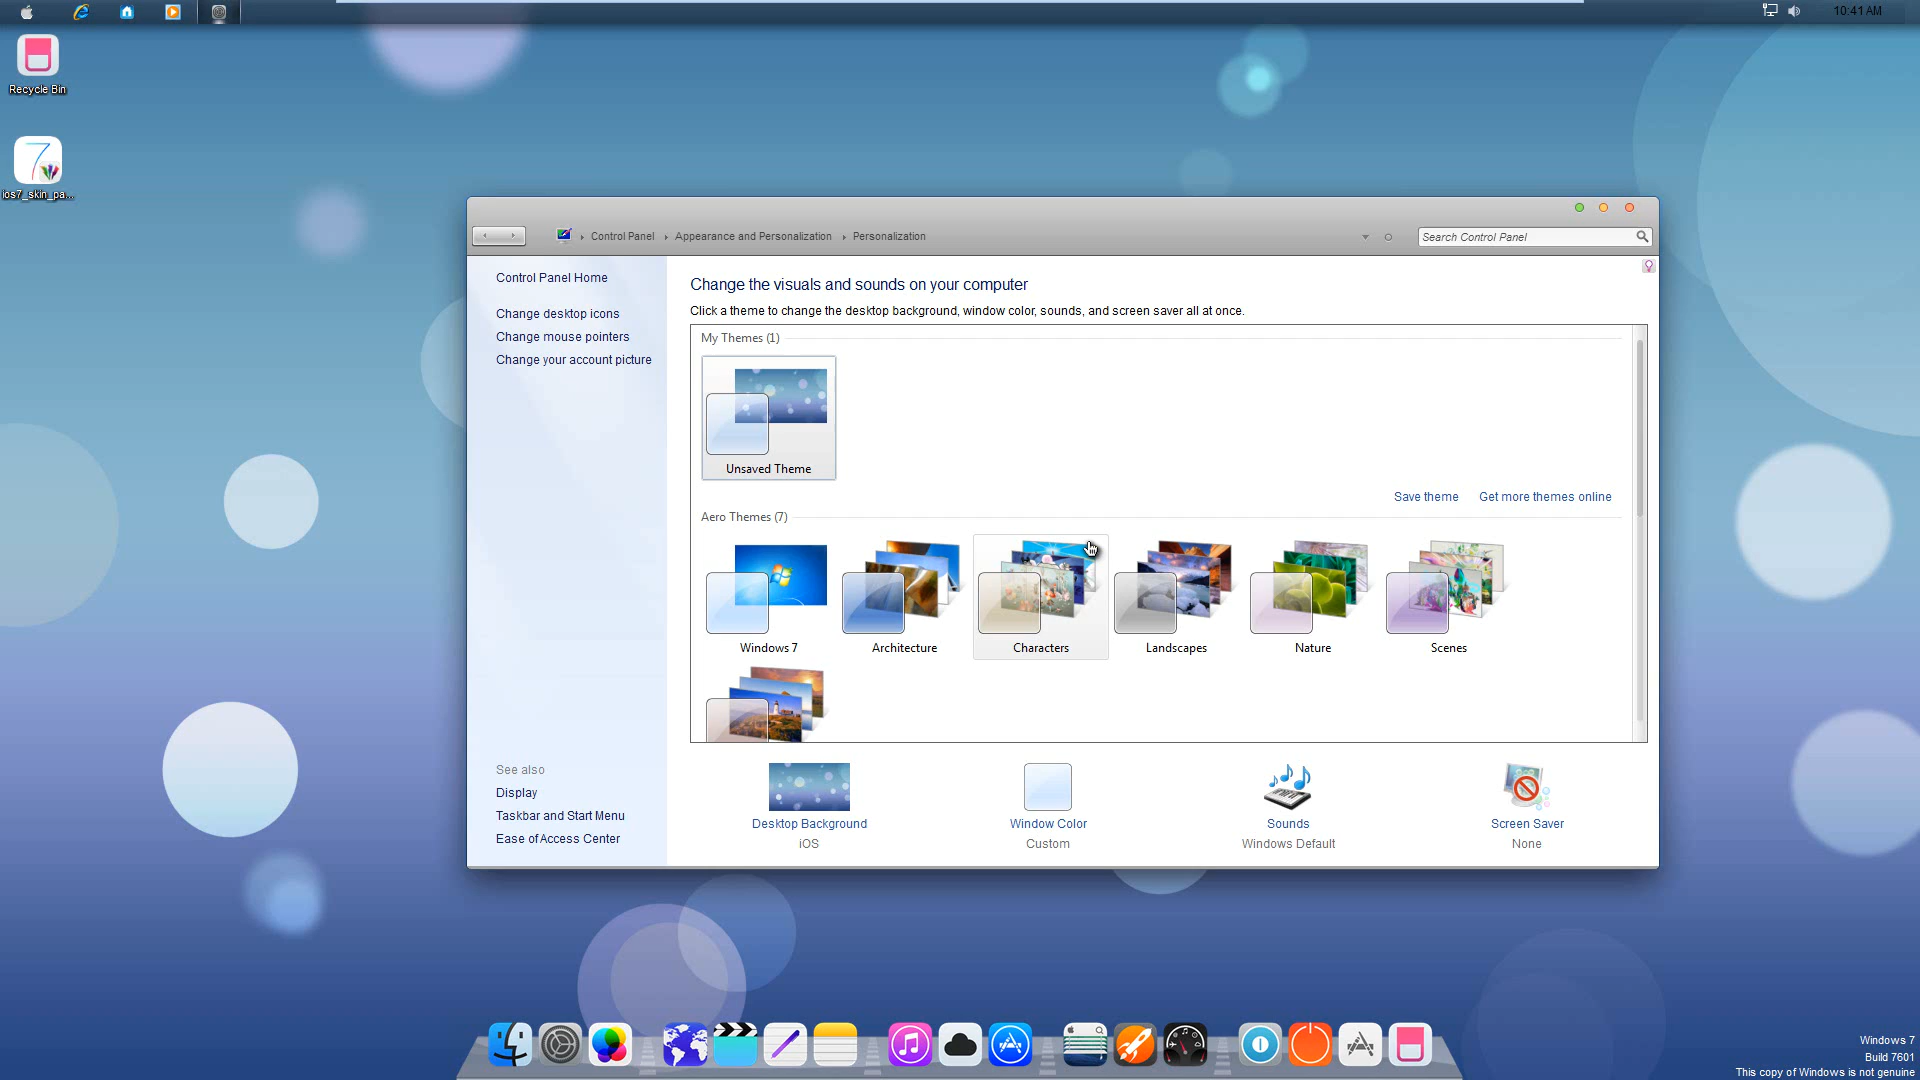 10:41 AM
Recycle Bin
7
ios7_skin_pa...
Control Panel
Appearance and Personalization
Personalization
Search Control Panel
Control Panel Home
Change desktop icons
Change mouse pointers
Change your account picture
Change the visuals and sounds on your computer
Click a theme to change the desktop background, window color, sounds, and screen saver all at once.
My Themes (1)
Unsaved Theme
Save theme
Get more themes online
Aero Themes (7)
Windows 7
Architecture
Characters
Landscapes
Nature
Scenes
See also
Display
Taskbar and Start Menu
Ease of Access Center
Desktop Background
iOS
Window Color
Custom
Sounds
Windows Default
Screen Saver
None
Windows 7
Build 7601
This copy of Windows is not genuine